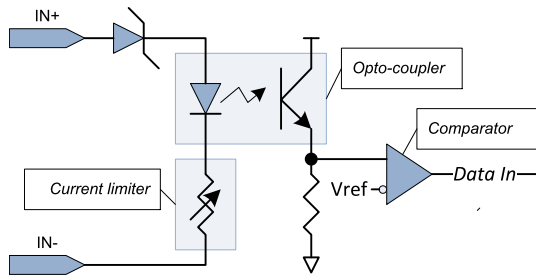 IN+
Opto-coupler
Comparator
Current limiter
Vref
Data In
IN-